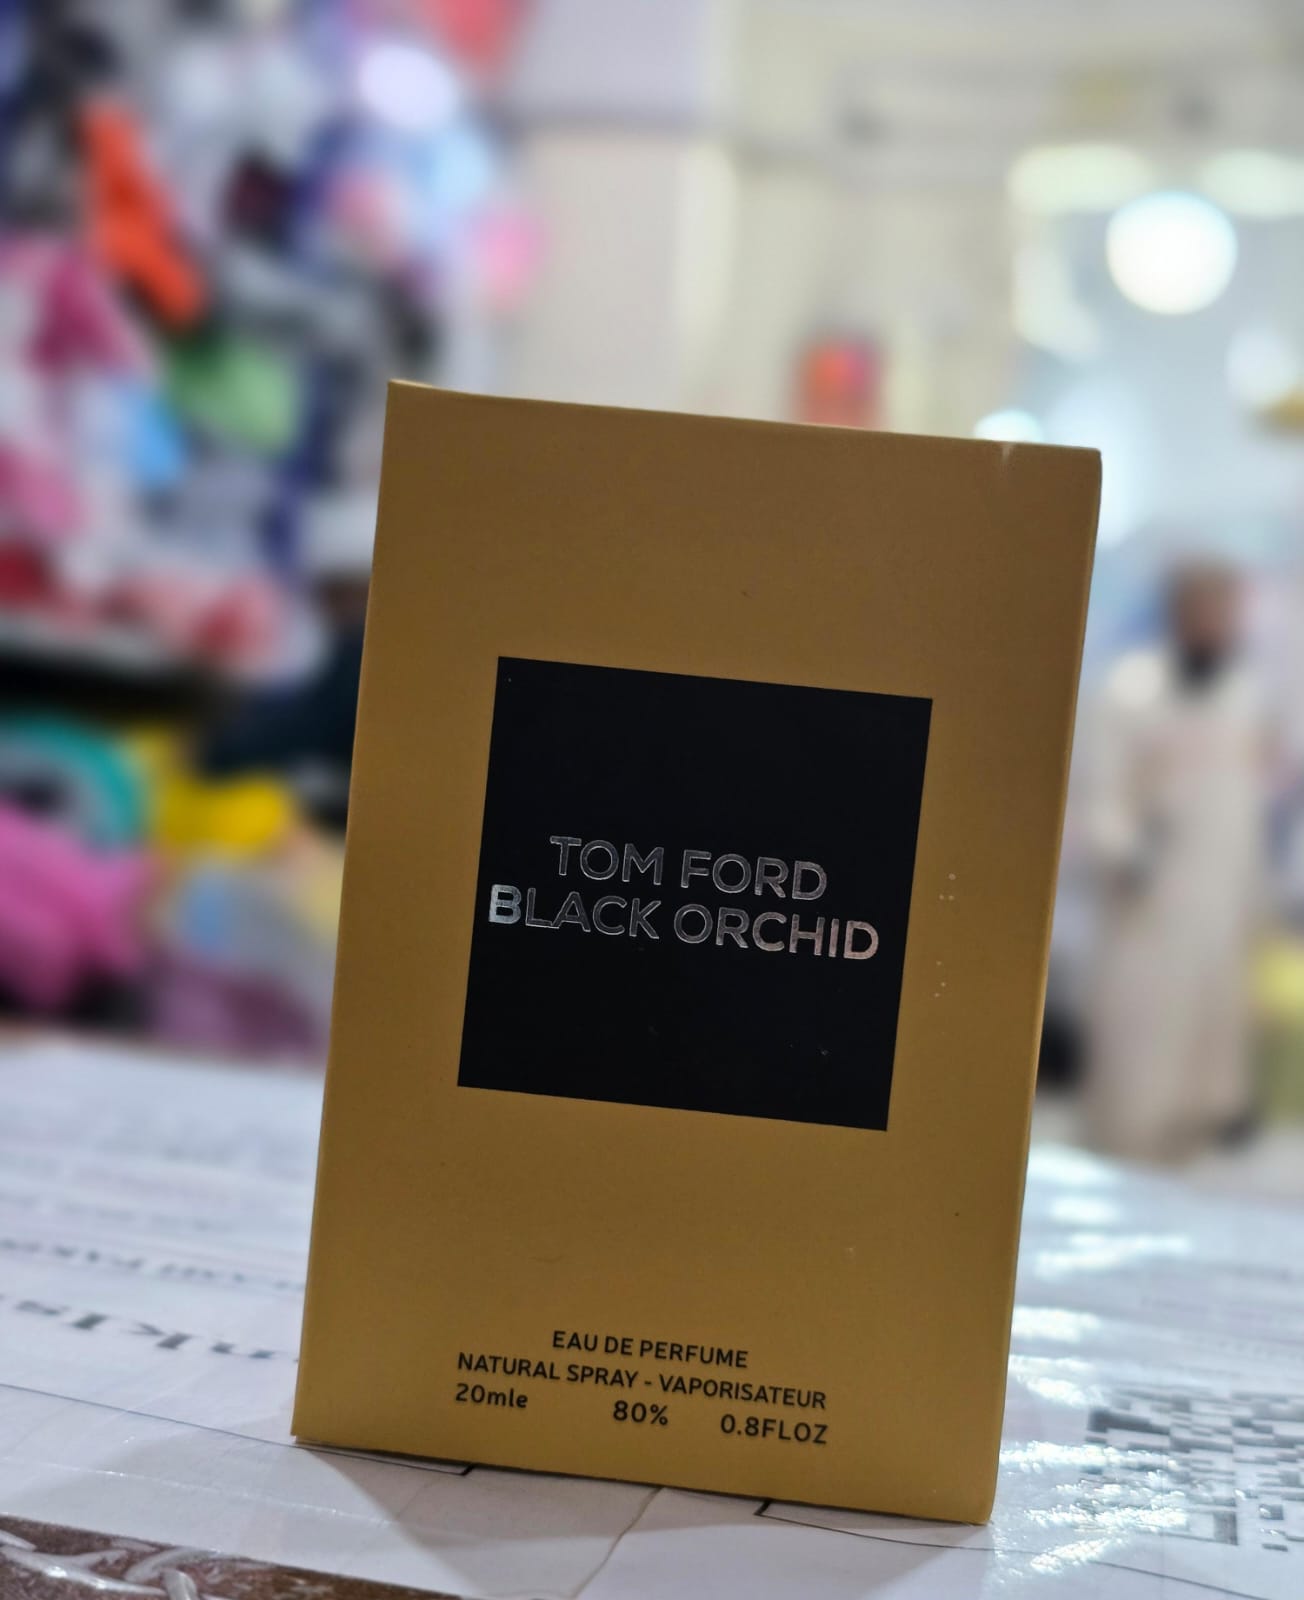 TOM FORD
BLACK ORCHID
EAU DE PERFUME
NATURAL SPRAY - VAPORISATEUR
20mle 80% 0.8FLOZ